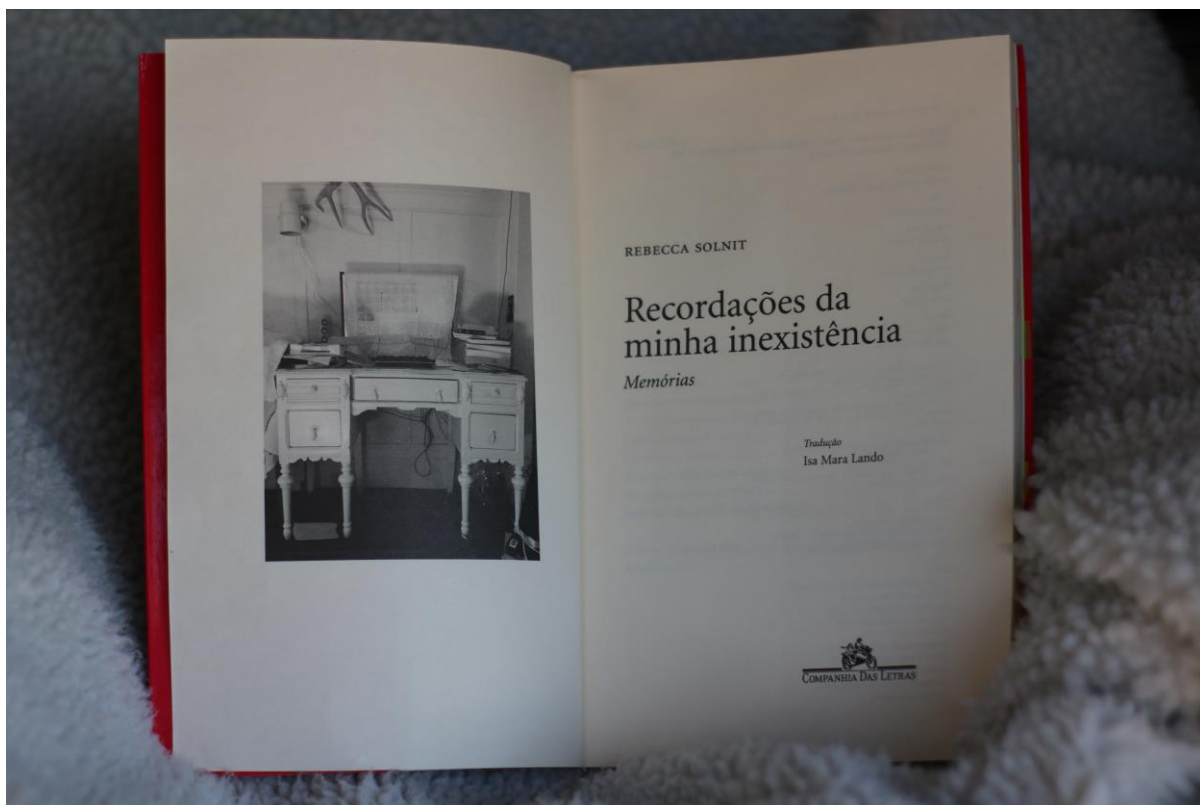 REBECCA SOLNIT
Recordações da
minha inexistência
Memórias
Tradução
Isa Mara Lando
COMPANHIA DAS LETRAS